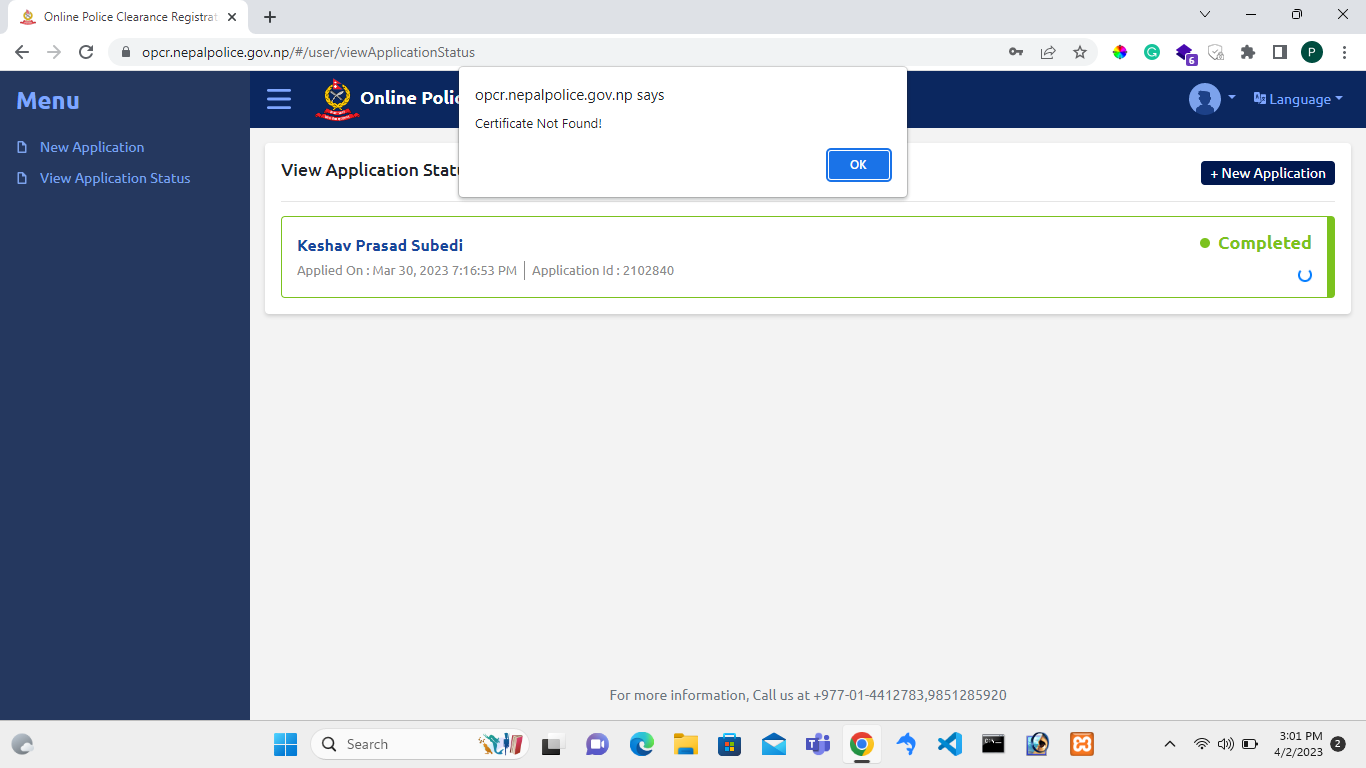 Online Police Clearance Registrat
opcr.nepalpolice.gov.np/#/user/viewApplicationStatus
6
P
Menu
New Application
View Application Status
Online Polic
Language
opcr.nepalpolice.gov.np says
Certificate Not Found!
OK
View Application Statu
+ New Application
Keshav Prasad Subedi
Completed
Applied On : Mar 30, 2023 7:16:53 PM
Application Id : 2102840
For more information, Call us at +977-01-4412783,9851285920
Search
3:01 PM
4/2/2023
2